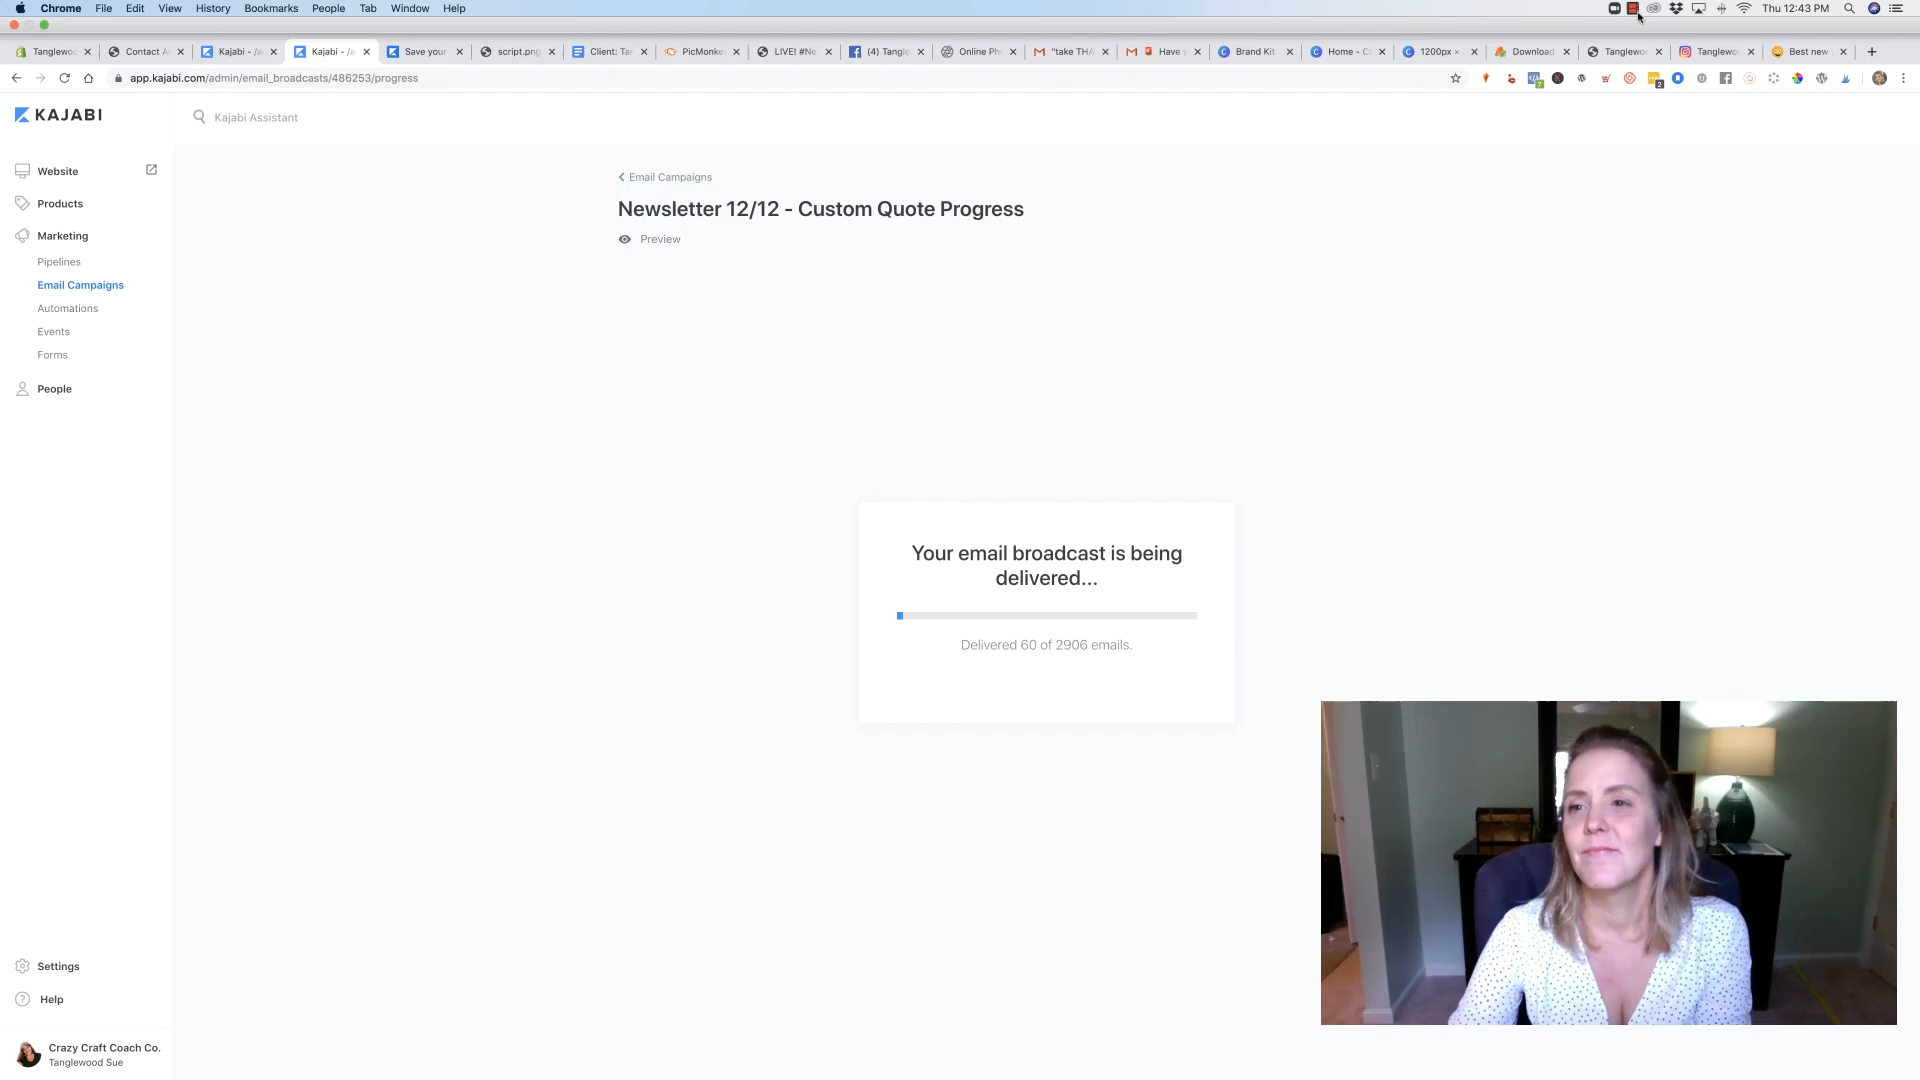 Chrome File Edit View History Bookmarks People Tab Window Help Thu 12:43 PM
Tanglewoo Contact A Kajabi - /a Kajabi - /a Save your script.png Client: Ta PicMonke LIVE! #Ne (4) Tangle Online Ph "take THA Have Brand Kit Home - C 1200px × Download Tanglewo Tanglewo Best new
app.kajabi.com/admin/email_broadcasts/486253/progress
KAJABI
Kajabi Assistant
Website
Products
Marketing
Pipelines
Email Campaigns
Automations
Events
Forms
People
Email Campaigns
Newsletter 12/12 - Custom Quote Progress
Preview
Your email broadcast is being
delivered...
Delivered 60 of 2906 emails.
Settings
Help
Crazy Craft Coach Co.
Tanglewood Sue